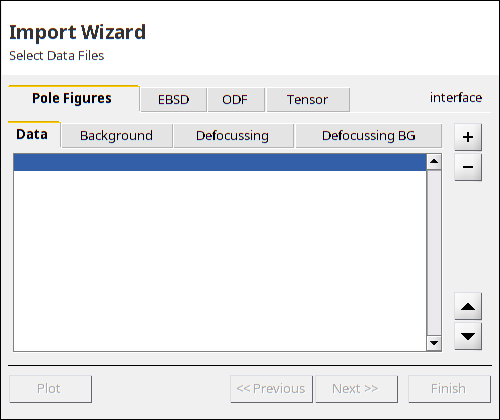 Import Wizard
Select Data Files
Pole Figures EBSD ODF Tensor interface
Data Background Defocussing Defocussing BG
+
−
Plot << Previous Next >> Finish